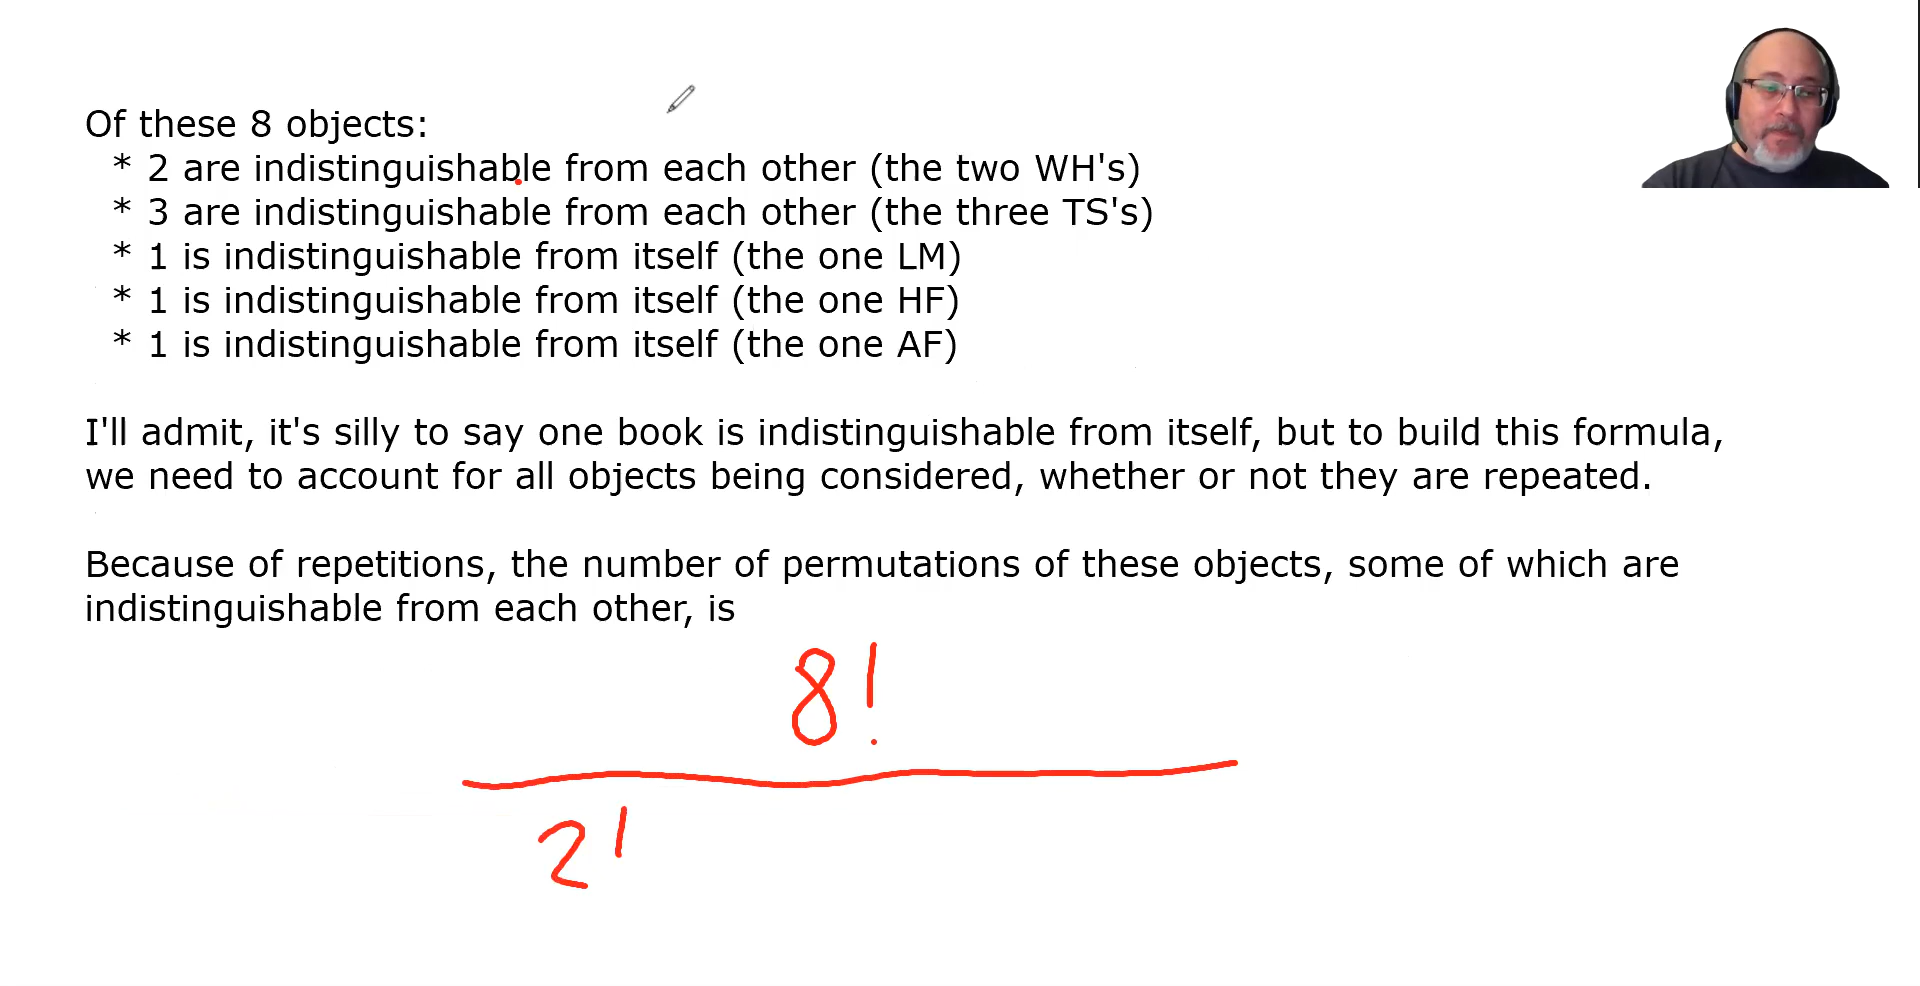 Of these 8 objects:
* 2 are indistinguishable from each other (the two WH's)
* 3 are indistinguishable from each other (the three TS's)
* 1 is indistinguishable from itself (the one LM)
* 1 is indistinguishable from itself (the one HF)
* 1 is indistinguishable from itself (the one AF)
I'll admit, it's silly to say one book is indistinguishable from itself, but to build this formula,
we need to account for all objects being considered, whether or not they are repeated.
Because of repetitions, the number of permutations of these objects, some of which are
indistinguishable from each other, is
8!
2'